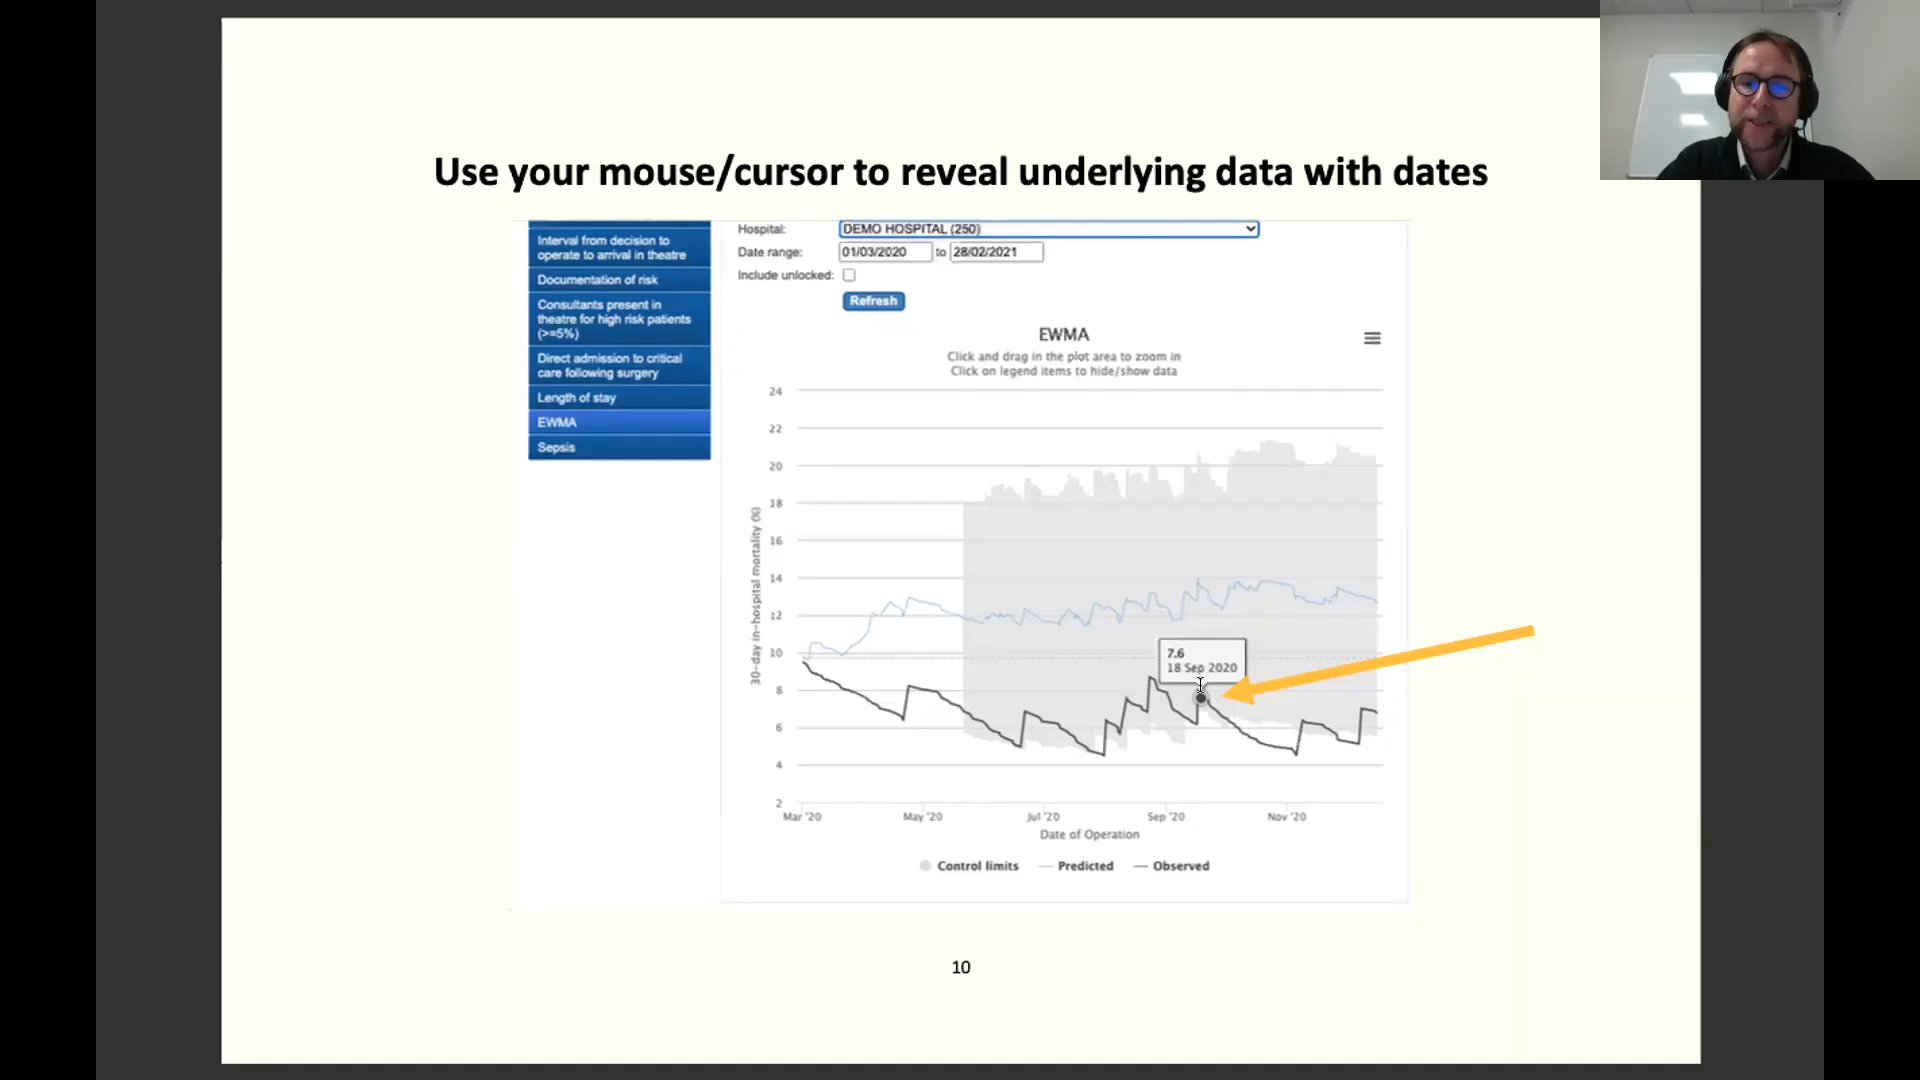 Use your mouse/cursor to reveal underlying data with dates
Interval from decision to
operate to arrival in theatre
Documentation of risk
Consultants present in
theatre for high risk patients
(>=5%)
Direct admission to critical
care following surgery
Length of stay
EWMA
Sepsis
Hospital: DEMO HOSPITAL (250)
Date range: 01/03/2020 to 28/02/2021
Include unlocked:
Refresh
EWMA
Click and drag in the plot area to zoom in
Click on legend items to hide/show data
30-day in-hospital mortality (%)
24
22
20
18
16
14
12
10
8
6
4
2
7.6
18 Sep 2020
Mar '20 May '20 Jul '20 Sep '20 Nov '20
Date of Operation
Control limits Predicted Observed
10